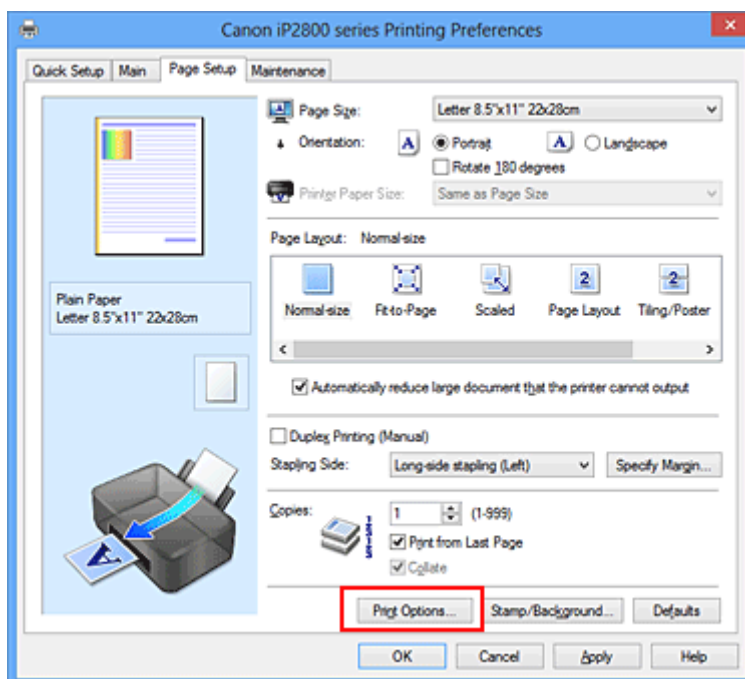 Canon iP2800 series Printing Preferences
Quick Setup Main Page Setup Maintenance
Page Size: Letter 8.5"x11" 22x28cm
Orientation: A Portrait A Landscape
Rotate 180 degrees
Printer Paper Size: Same as Page Size
Page Layout: Normal-size
Normal-size Fit-to-Page Scaled Page Layout Tiling/Poster
Automatically reduce large document that the printer cannot output
Plain Paper
Letter 8.5"x11" 22x28cm
Duplex Printing (Manual)
Stapling Side: Long-side stapling (Left) Specify Margin...
Copies: 1 (1-999)
Print from Last Page
Collate
Print Options... Stamp/Background... Defaults
OK Cancel Apply Help